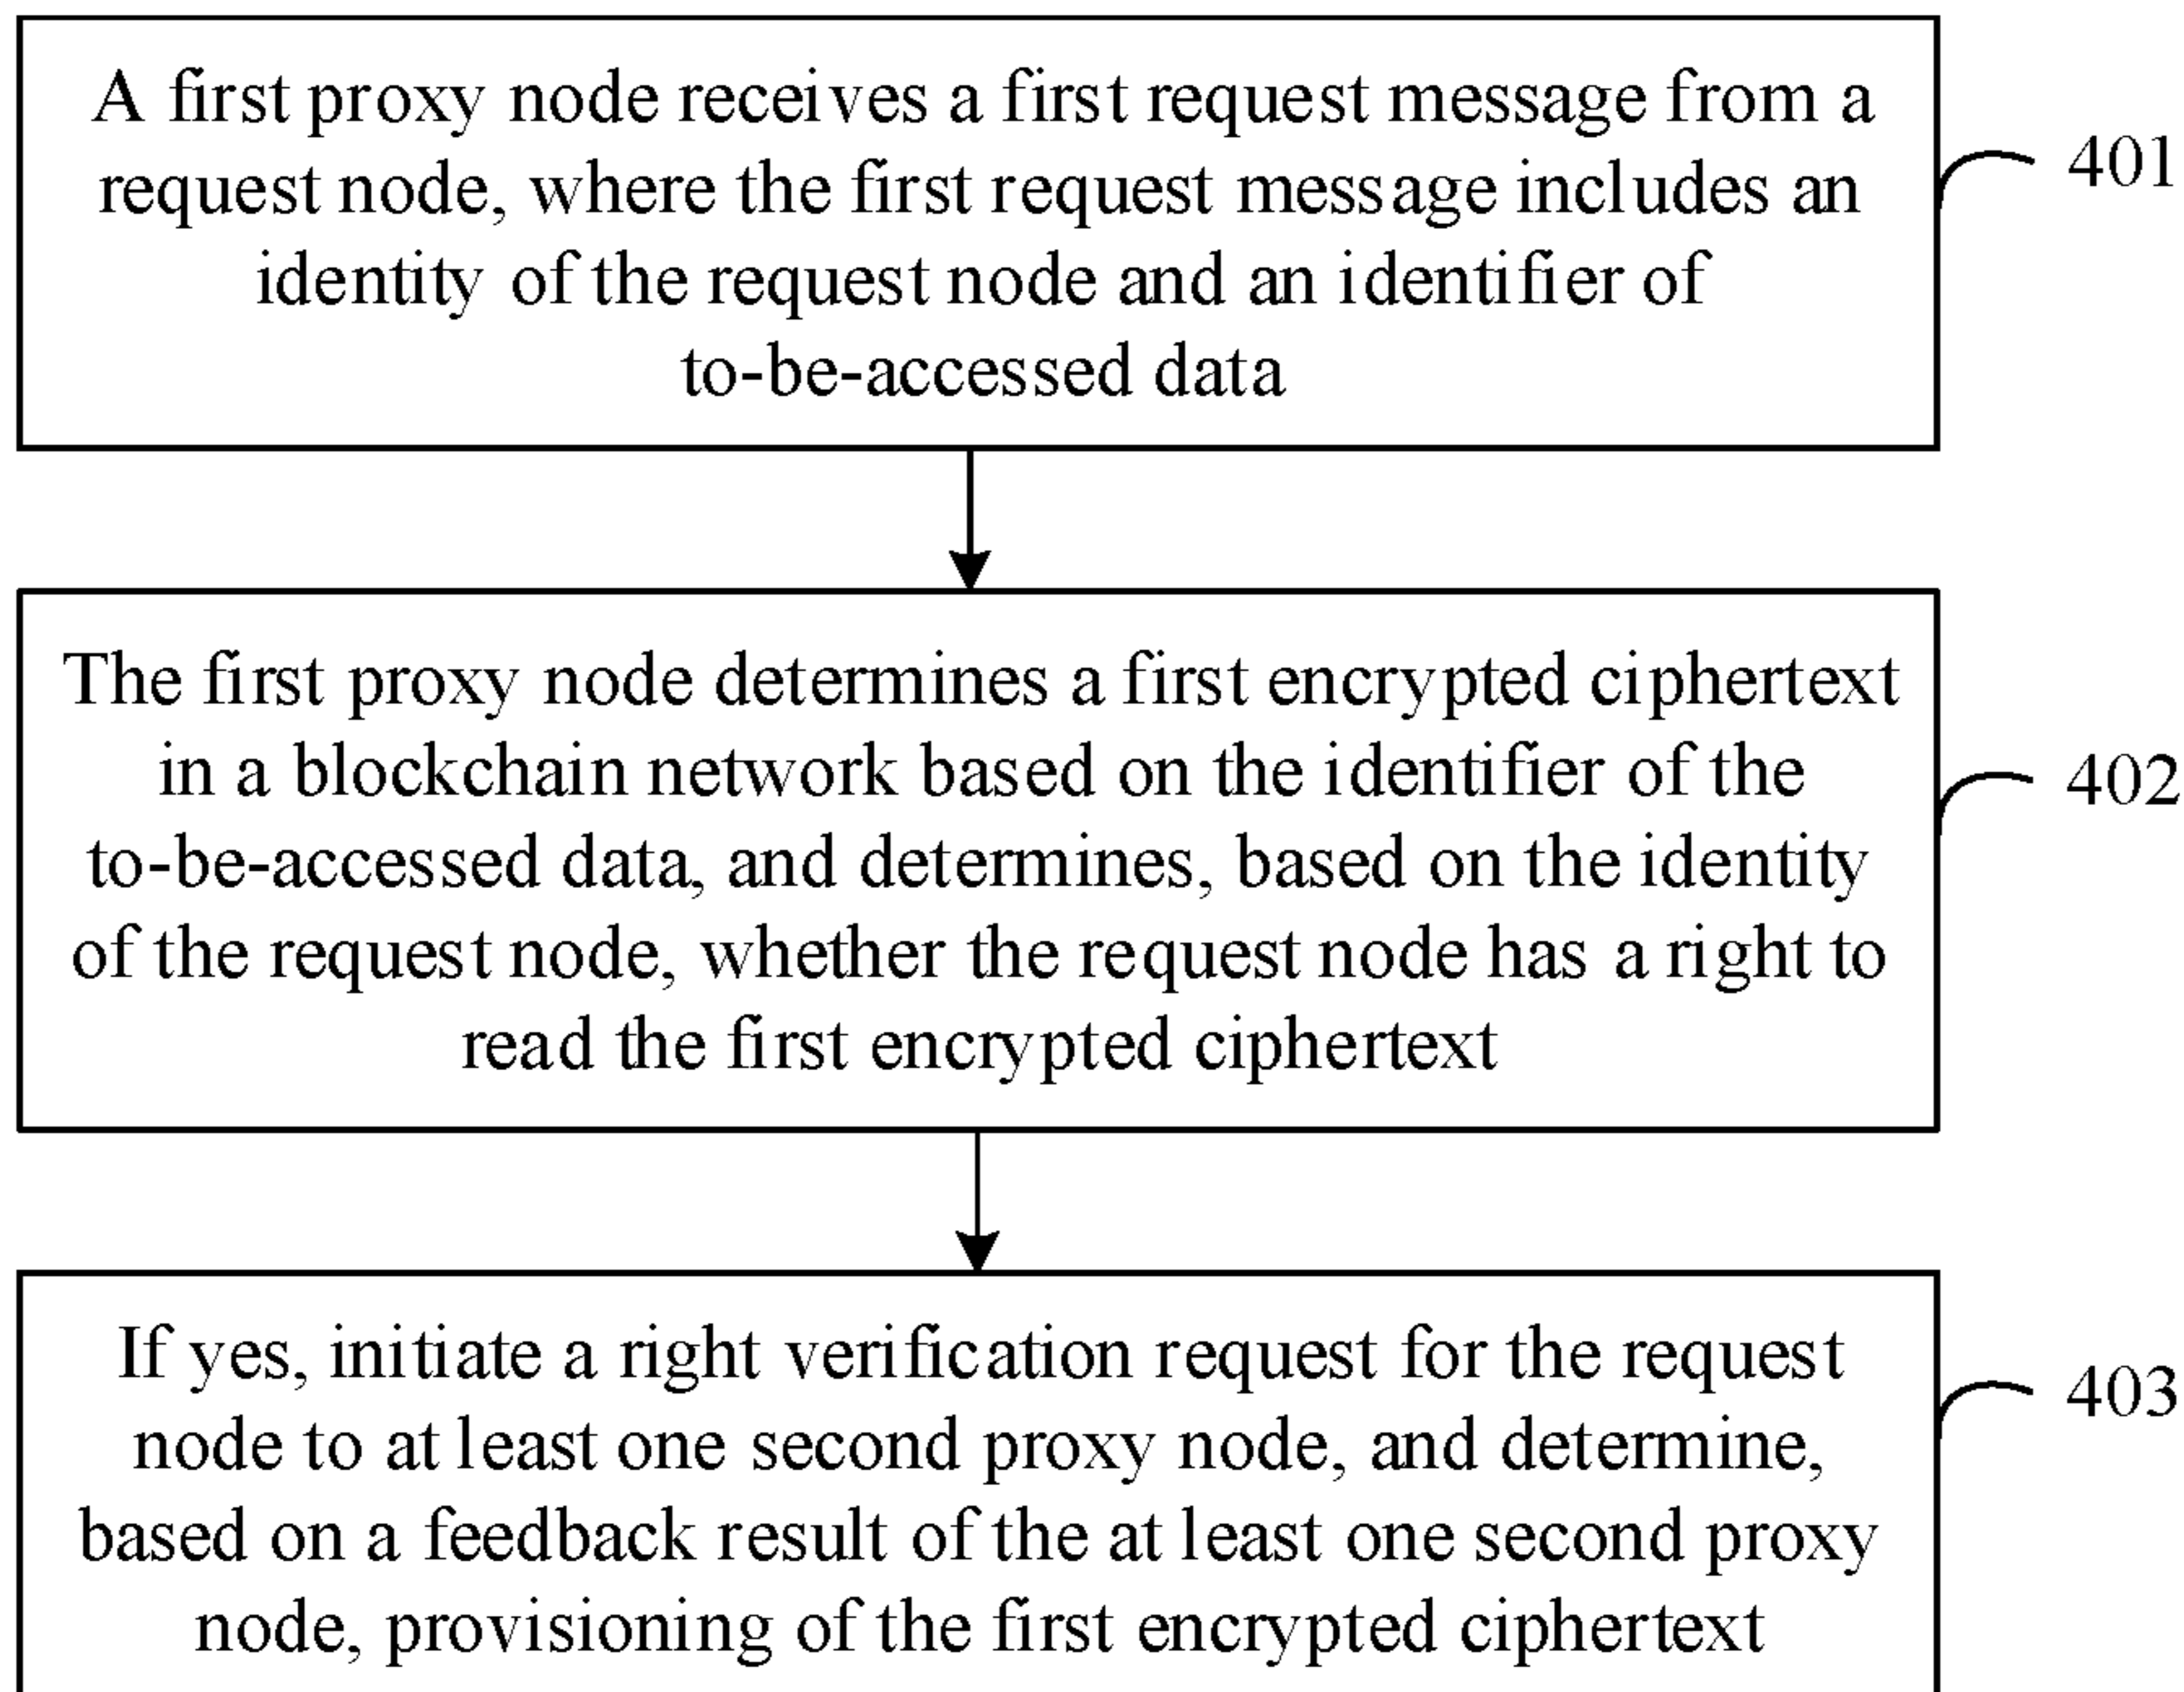 A first proxy node receives a first request message from a
request node, where the first request message includes an
identity of the request node and an identifier of
to-be-accessed data
401
The first proxy node determines a first encrypted ciphertext
in a blockchain network based on the identifier of the
to-be-accessed data, and determines, based on the identity
of the request node, whether the request node has a right to
read the first encrypted ciphertext
402
If yes, initiate a right verification request for the request
node to at least one second proxy node, and determine,
based on a feedback result of the at least one second proxy
node, provisioning of the first encrypted ciphertext
403